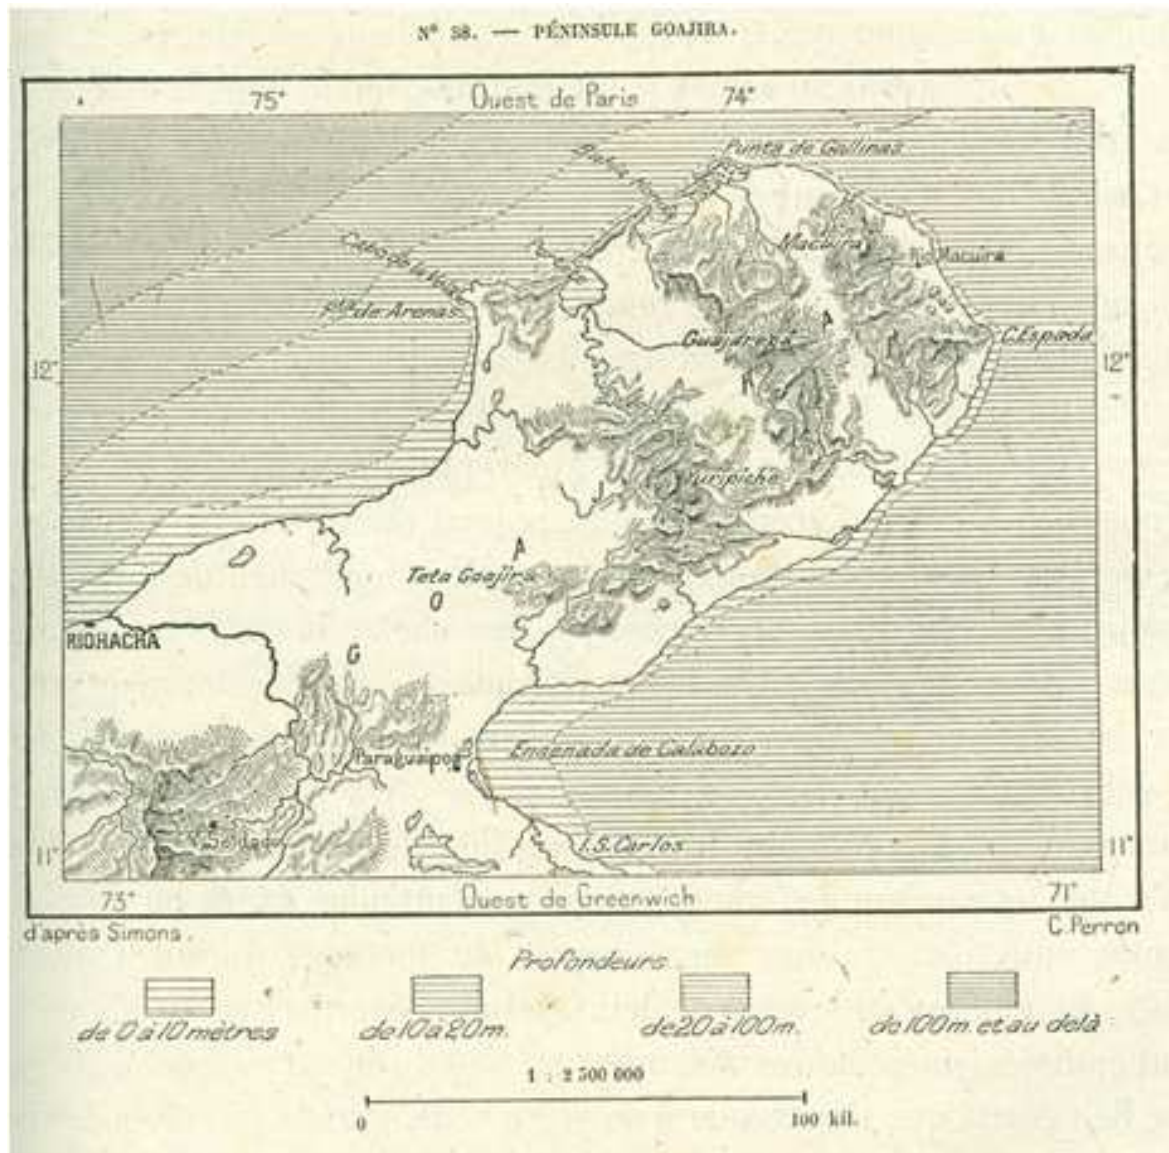 N° 38. — PÉNINSULE GOAJIRA.
75° Ouest de Paris 74°
Punta de Gallinas
Macuira
Rio Macuira
Cabo de la Vela
Pta de Arenas
Guajarepa
C. Espada
12° 12°
Yuripiche
Teta Goajira
G O A J I R A
RIOHACHA
Ensenada de Calabozo
Paraguaipoa
Soldado
I. S. Carlos
11° 11°
73° Ouest de Greenwich 71°
d'après Simons. C. Perron
Profondeurs
de 0 à 10 mètres de 10 à 20 m. de 20 à 100 m. de 100 m. et au delà
1 : 2 500 000
0 100 kil.